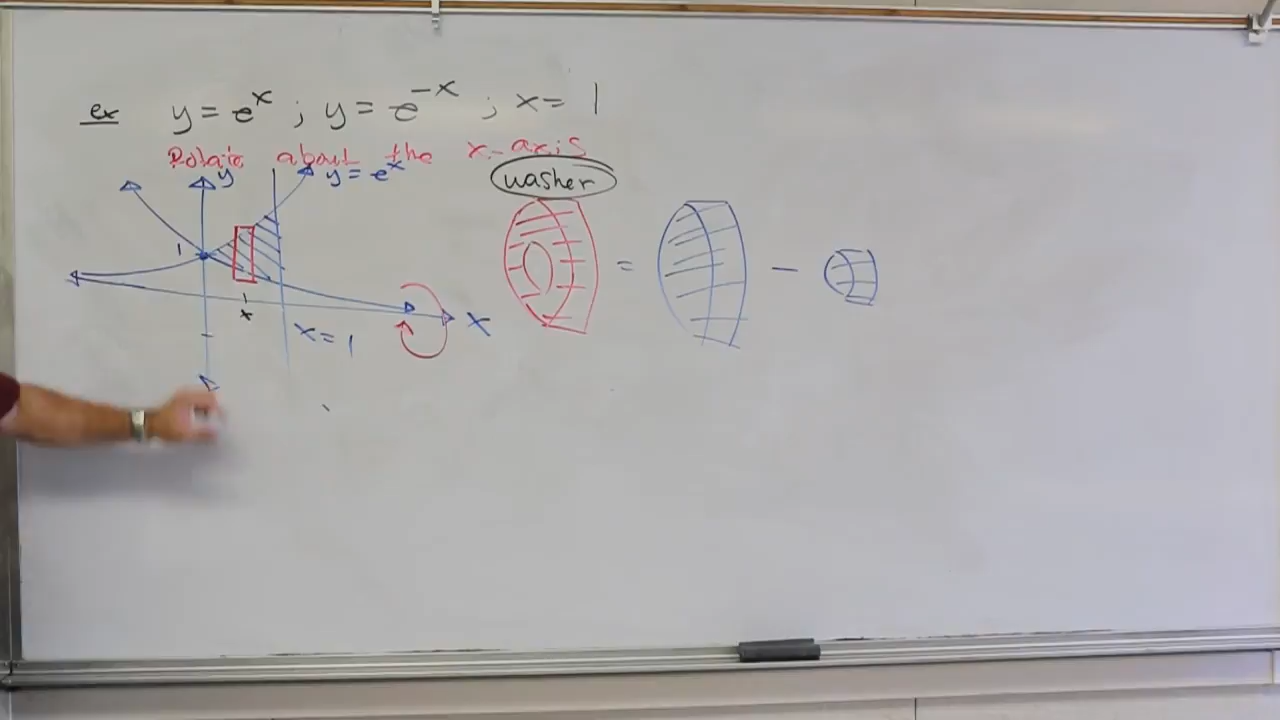 ex y = e^x ; y = e^-x ; x = 1
Rotate about the x-axis
y
y = e^x
washer
1
x
x
x = 1
= −